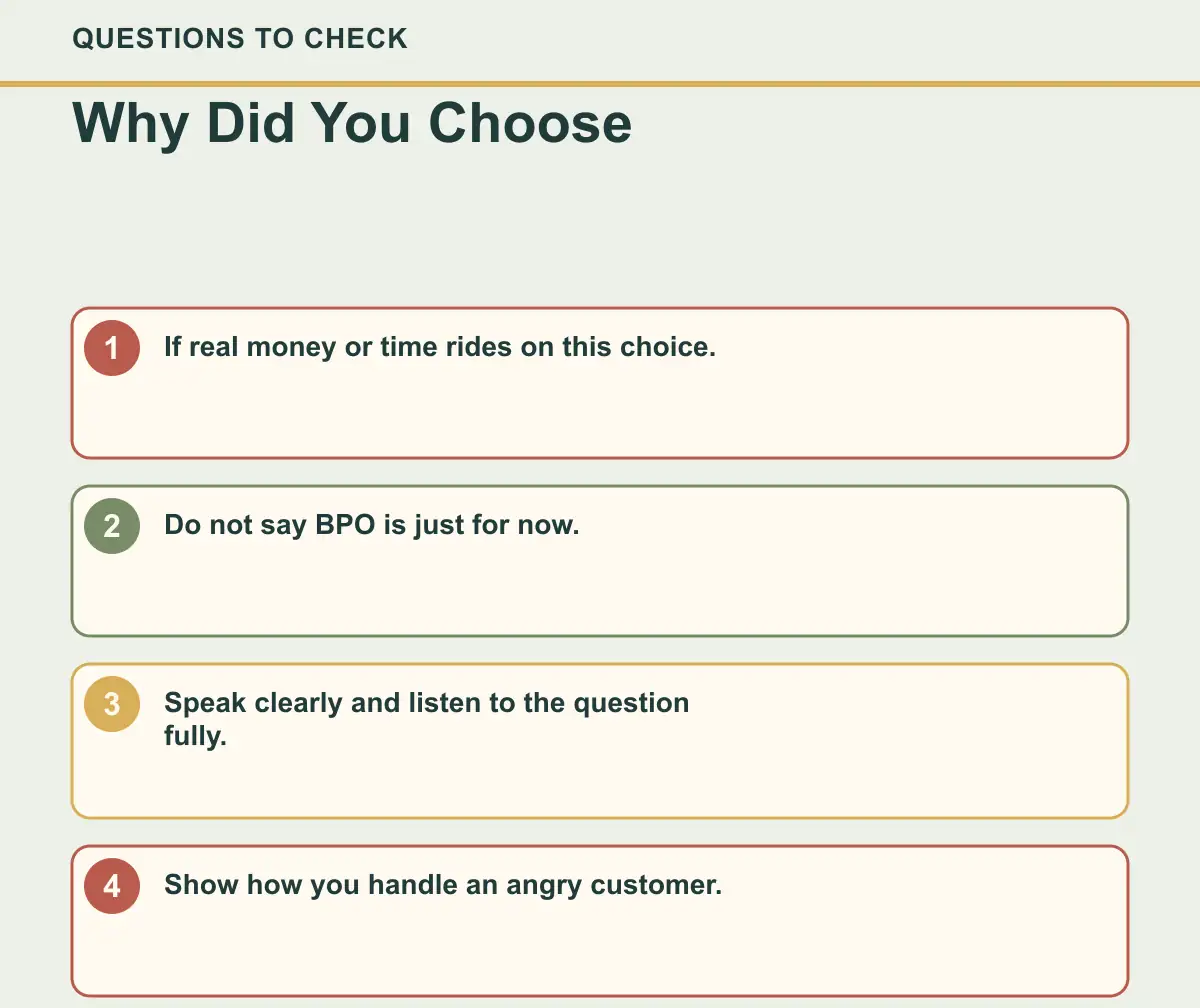 QUESTIONS TO CHECK
Why Did You Choose
1
If real money or time rides on this choice.
2
Do not say BPO is just for now.
3
Speak clearly and listen to the question
fully.
4
Show how you handle an angry customer.